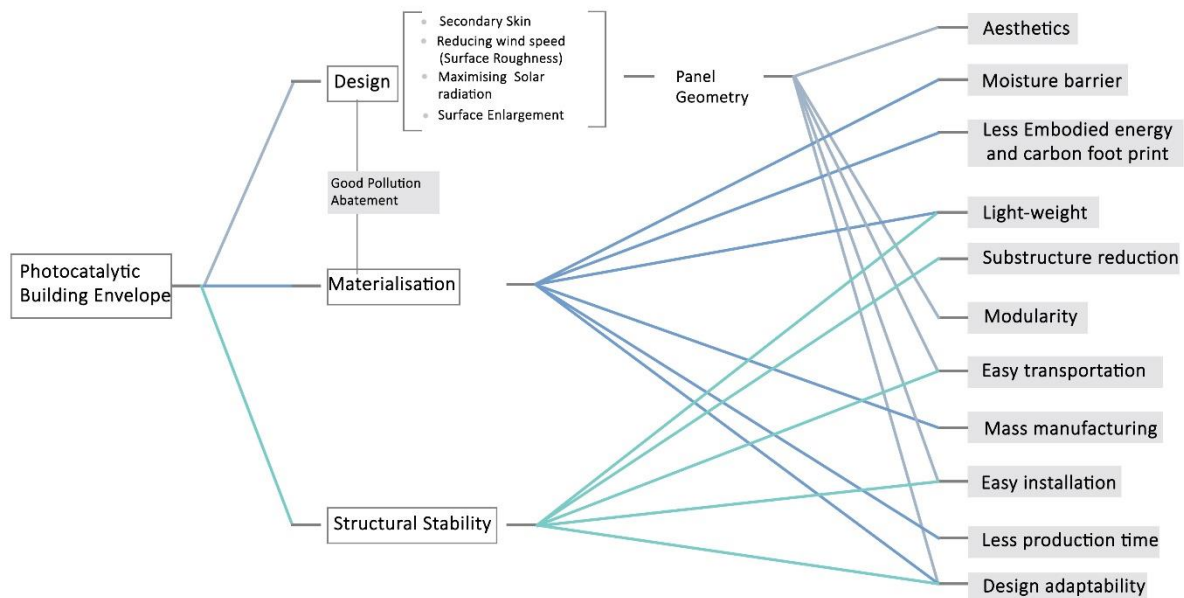 Photocatalytic
Building Envelope
Design
Good Pollution
Abatement
Materialisation
Structural Stability
Secondary Skin
Reducing wind speed
(Surface Roughness)
Maximising Solar
radiation
Surface Enlargement
Panel
Geometry
Aesthetics
Moisture barrier
Less Embodied energy
and carbon foot print
Light-weight
Substructure reduction
Modularity
Easy transportation
Mass manufacturing
Easy installation
Less production time
Design adaptability